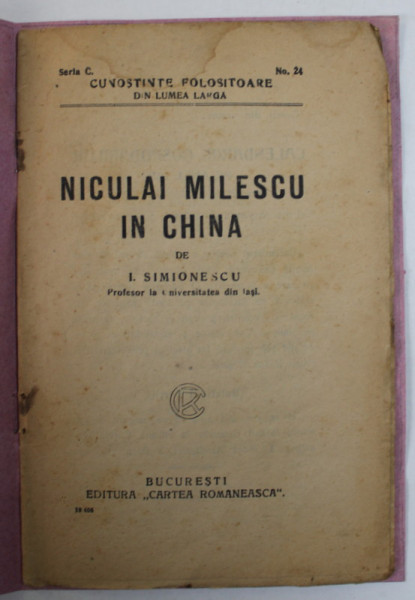 Seria C. No. 24
CUNOSTINTE FOLOSITOARE
DIN LUMEA LARGA
NICULAI MILESCU
IN CHINA
DE
I. SIMIONESCU
Profesor la Universitatea din Iaşi.
BUCUREŞTI
EDITURA „CARTEA ROMANEASCA”.